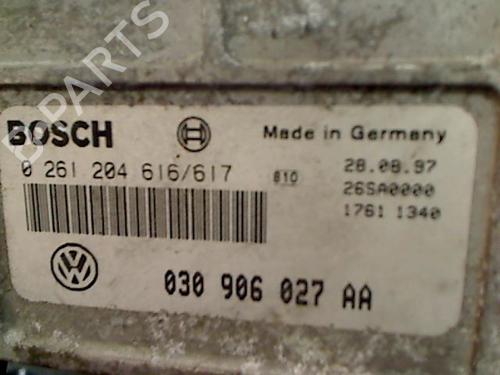 BOSCH
Made in Germany
0 261 204 616/617
810
28.08.97
26SA0000
1761 1340
030 906 027 AA
B-PARTS